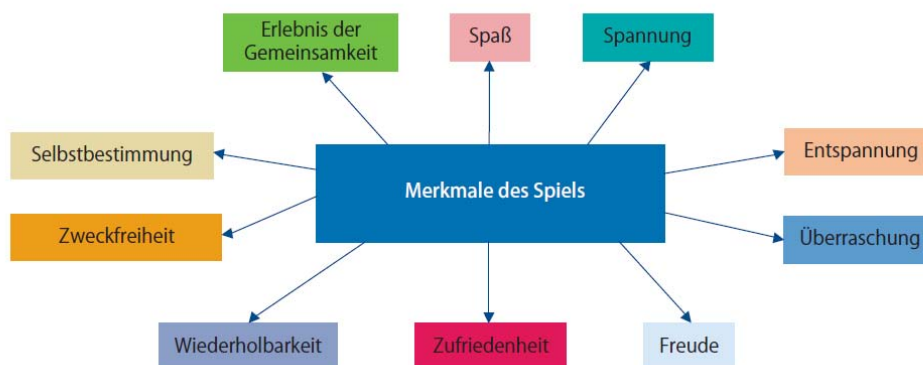 Erlebnis der
Gemeinsamkeit
Spaß
Spannung
Selbstbestimmung
Entspannung
Merkmale des Spiels
Zweckfreiheit
Überraschung
Wiederholbarkeit
Zufriedenheit
Freude